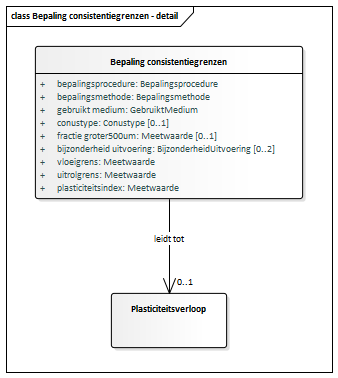 class Bepaling consistentiegrenzen - detail
Bepaling consistentiegrenzen
+ bepalingsprocedure: Bepalingsprocedure
+ bepalingsmethode: Bepalingsmethode
+ gebruikt medium: GebruiktMedium
+ conustype: Conustype [0..1]
+ fractie groter500um: Meetwaarde [0..1]
+ bijzonderheid uitvoering: BijzonderheidUitvoering [0..2]
+ vloeigrens: Meetwaarde
+ uitrolgrens: Meetwaarde
+ plasticiteitsindex: Meetwaarde
leidt tot
0..1
Plasticiteitsverloop